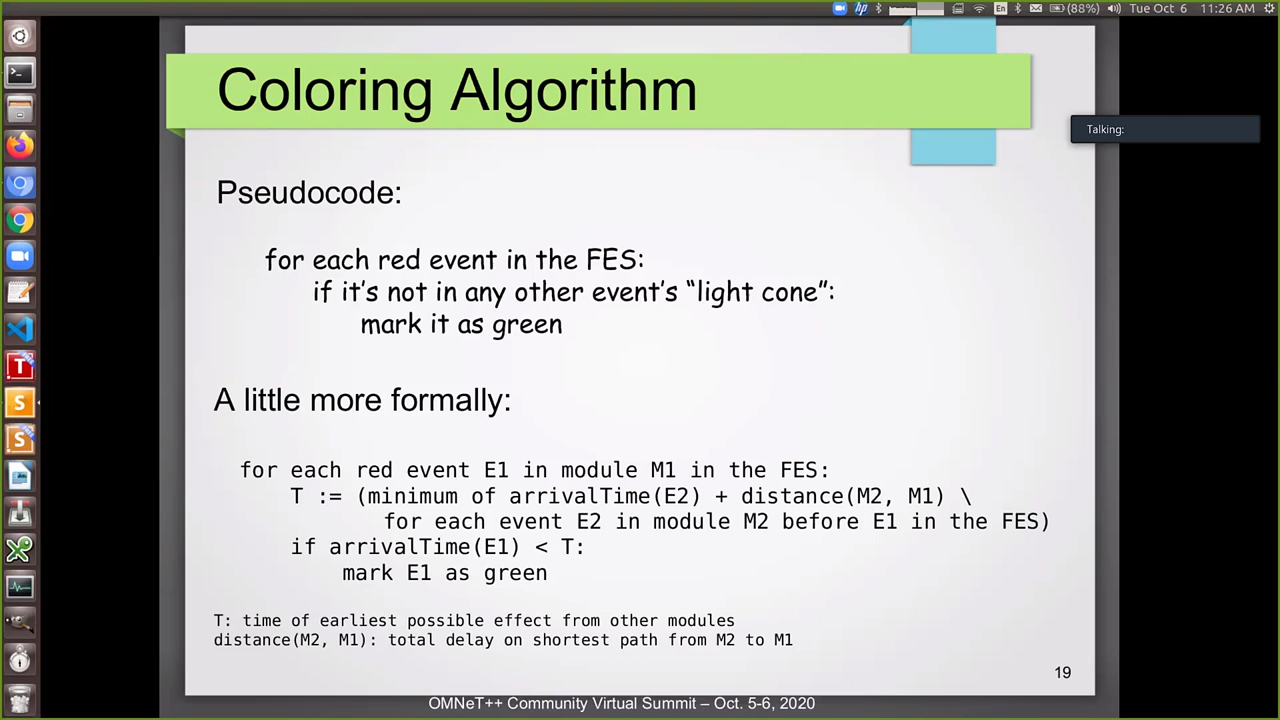 hp
En
(88%)
Tue Oct 6
11:26 AM
Coloring Algorithm
Talking:
Pseudocode:
for each red event in the FES:
if it's not in any other event's “light cone”:
mark it as green
A little more formally:
for each red event E1 in module M1 in the FES:
T := (minimum of arrivalTime(E2) + distance(M2, M1) \
for each event E2 in module M2 before E1 in the FES)
if arrivalTime(E1) < T:
mark E1 as green
T: time of earliest possible effect from other modules
distance(M2, M1): total delay on shortest path from M2 to M1
19
OMNeT++ Community Virtual Summit – Oct. 5-6, 2020